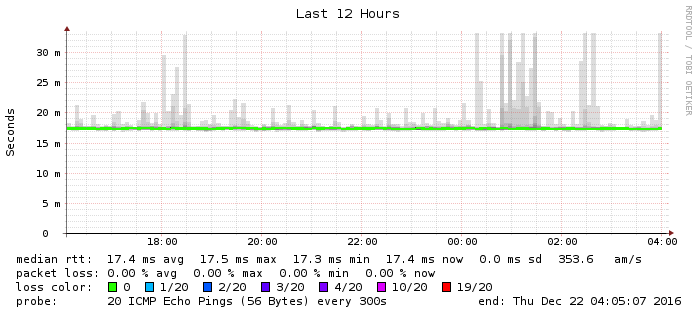 Last 12 Hours
RRDTOOL / TOBI OETIKER
Seconds
30 m
25 m
20 m
15 m
10 m
5 m
0
18:00 20:00 22:00 00:00 02:00 04:00
median rtt: 17.4 ms avg 17.5 ms max 17.3 ms min 17.4 ms now 0.0 ms sd 353.6 am/s
packet loss: 0.00 % avg 0.00 % max 0.00 % min 0.00 % now
loss color: 0 1/20 2/20 3/20 4/20 10/20 19/20
probe: 20 ICMP Echo Pings (56 Bytes) every 300s end: Thu Dec 22 04:05:07 2016